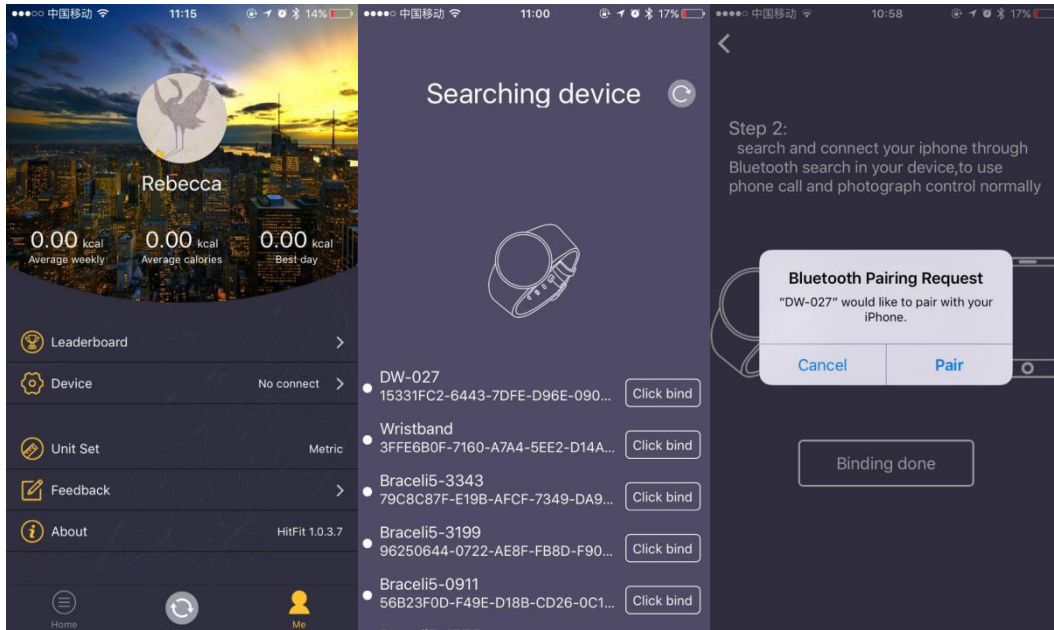 中国移动 11:15 14%
Rebecca
0.00 kcal 0.00 kcal 0.00 kcal
Average weekly Average calories Best day
Leaderboard
Device No connect
Unit Set Metric
Feedback
About HitFit 1.0.3.7
Home Me
中国移动 11:00 17%
Searching device
DW-027
15331FC2-6443-7DFE-D96E-090... Click bind
Wristband
3FFE6B0F-7160-A7A4-5EE2-D14A... Click bind
Braceli5-3343
79C8C87F-E19B-AFCF-7349-DA9... Click bind
Braceli5-3199
96250644-0722-AE8F-FB8D-F90... Click bind
Braceli5-0911
56B23F0D-F49E-D18B-CD26-0C1... Click bind
中国移动 10:58 17%
Step 2:
search and connect your iphone through
Bluetooth search in your device,to use
phone call and photograph control normally
Bluetooth Pairing Request
“DW-027” would like to pair with your
iPhone.
Cancel Pair
Binding done